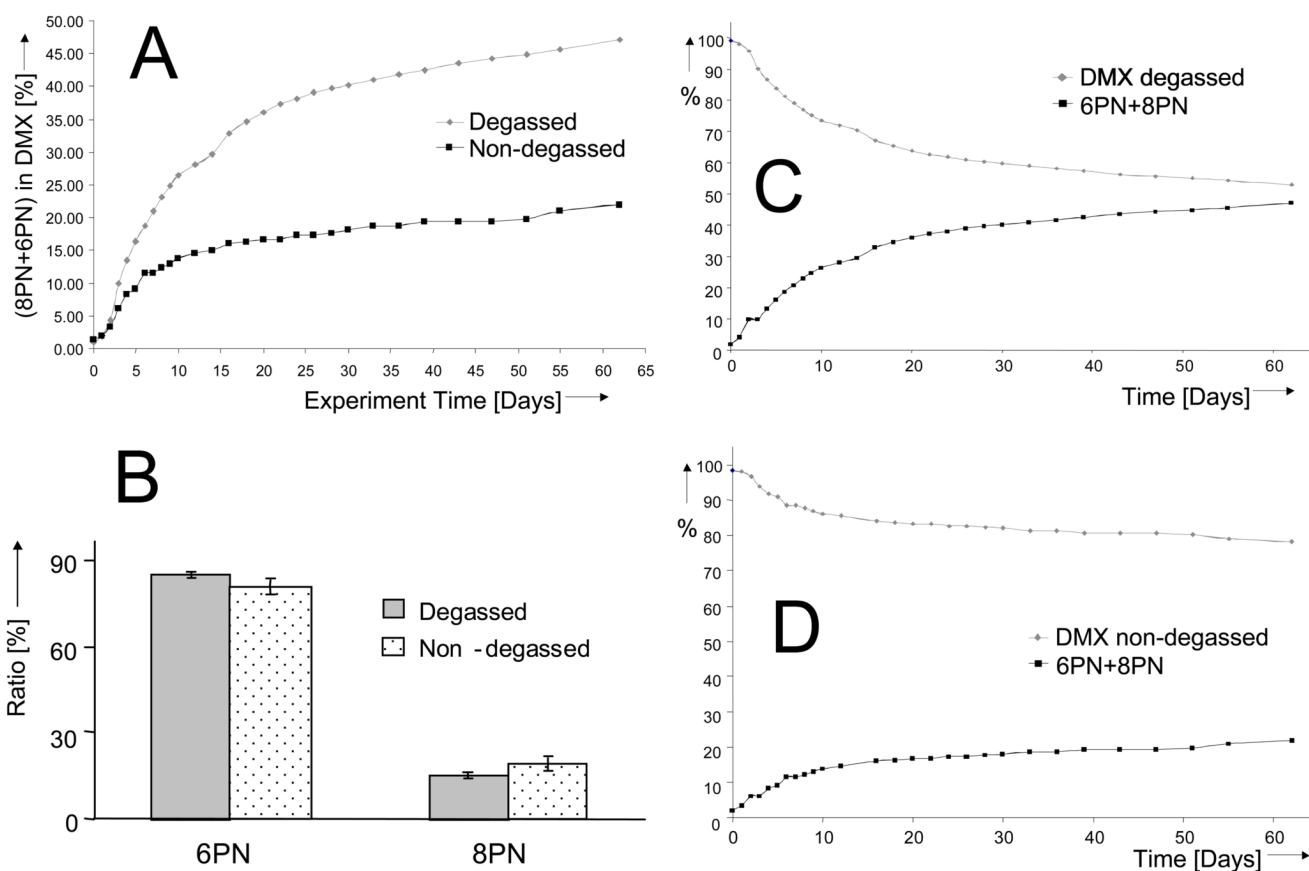 A
(8PN+6PN) in DMX [%]
50.00
45.00
40.00
35.00
30.00
25.00
20.00
15.00
10.00
5.00
0.00
Degassed
Non-degassed
0 5 10 15 20 25 30 35 40 45 50 55 60 65
Experiment Time [Days]
C
%
100
90
80
70
60
50
40
30
20
10
0
DMX degassed
6PN+8PN
0 10 20 30 40 50 60
Time [Days]
B
Ratio [%]
90
60
30
0
Degassed
Non -degassed
6PN 8PN
D
%
100
90
80
70
60
50
40
30
20
10
0
DMX non-degassed
6PN+8PN
0 10 20 30 40 50 60
Time [Days]